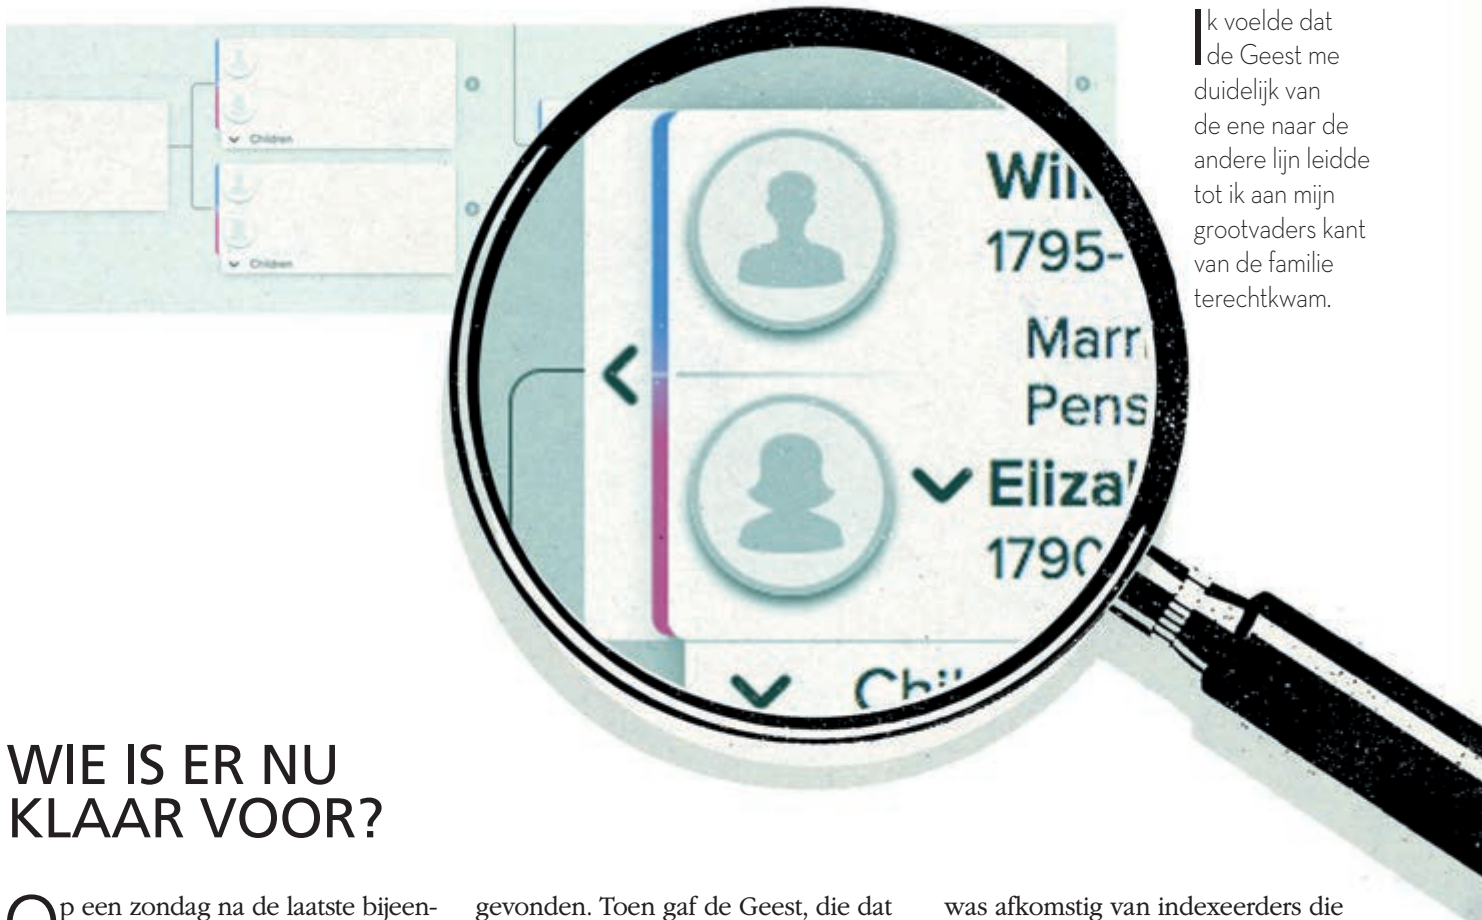 Children
Children
1795-
Marr
Pens
Eliza
1790
Ik voelde dat
de Geest me
duidelijk van
de ene naar de
andere lijn leidde
tot ik aan mijn
grootvaders kant
van de familie
terechtkwam.
WIE IS ER NU
KLAAR VOOR?
Op een zondag na de laatste bijeen-
gevonden. Toen gaf de Geest, die dat
was afkomstig van indexeerders die